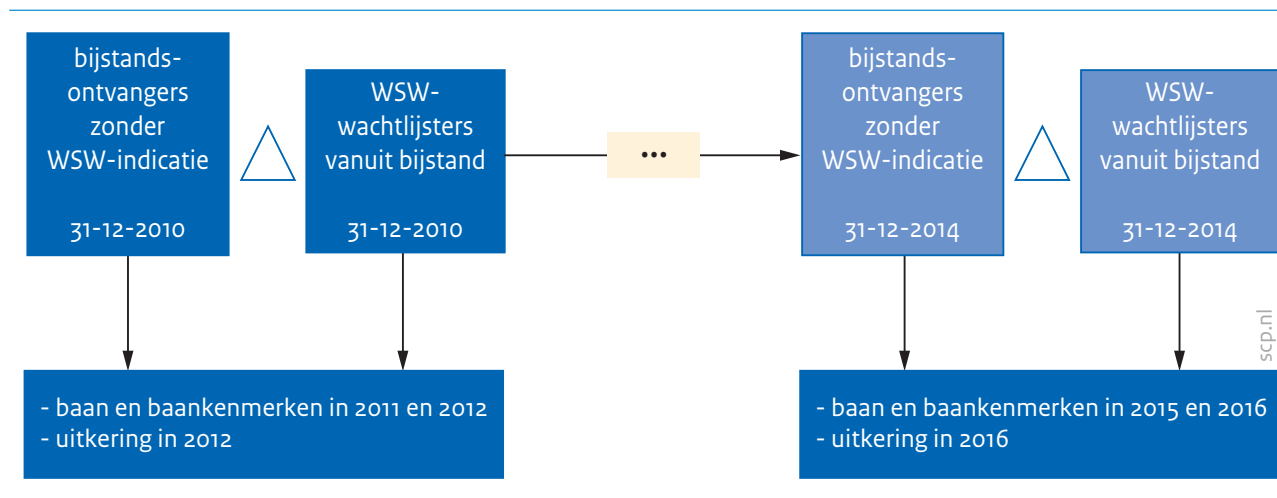 bijstands-
ontvangers
zonder
WSW-indicatie
31-12-2010
WSW-
wachtlijsters
vanuit bijstand
31-12-2010
...
bijstands-
ontvangers
zonder
WSW-indicatie
31-12-2014
WSW-
wachtlijsters
vanuit bijstand
31-12-2014
- baan en baankenmerken in 2011 en 2012
- uitkering in 2012
- baan en baankenmerken in 2015 en 2016
- uitkering in 2016
scp.nl